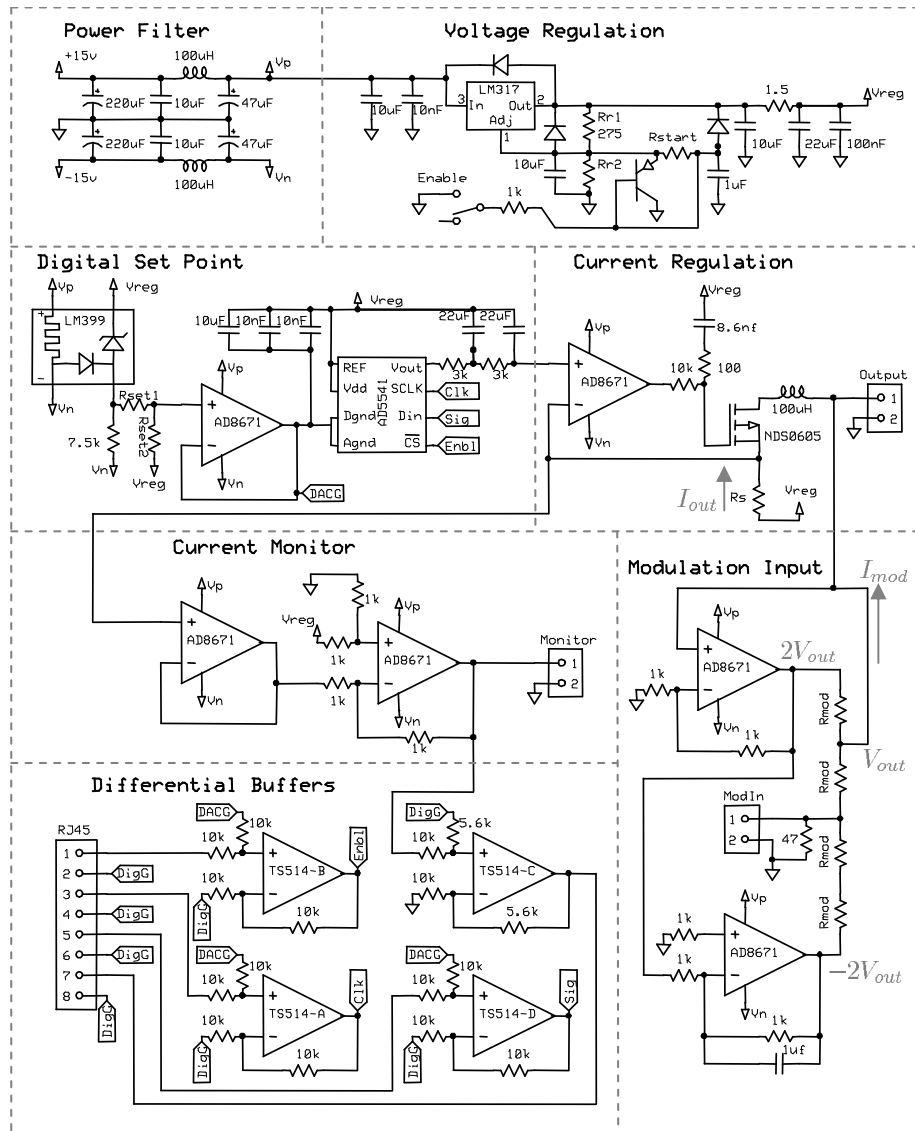 Power Filter
+15v
100uH
Vp
220uF
10uF
47uF
220uF
10uF
47uF
-15v
100uH
Vn
Voltage Regulation
LM317
3
In
Out
2
Adj
1
10uF
10nF
Rr1
275
Rstart
1.5
Vreg
10uF
22uF
100nF
10uF
Rr2
1uF
Enable
1k
Digital Set Point
Vp
Vreg
+
LM399
-
Vn
Rset1
Rset2
7.5k
Vn
Vreg
Vp
+
AD8671
-
Vn
10uF
10nF
10nF
Vreg
22uF
22uF
REF
Vout
Vdd
SCLK
AD5541
Dgnd
Din
Agnd
CS
3k
3k
Clk
Sig
Enbl
DACG
Current Regulation
Vreg
8.6nf
Vp
+
AD8671
-
Vn
10k
100
100uH
Output
1
2
NDS0605
Iout
Rs
Vreg
Current Monitor
Vp
+
AD8671
-
Vn
1k
Vreg
1k
1k
Vp
+
AD8671
-
Vn
1k
Monitor
1
2
Modulation Input
Imod
Vp
+
AD8671
-
Vn
2Vout
1k
1k
Rmod
Vout
Rmod
ModIn
1
2
47
Rmod
Rmod
1k
1k
Vp
+
AD8671
-
Vn
-2Vout
1k
1uf
Differential Buffers
RJ45
1
2
3
4
5
6
7
8
DigG
DigG
DigG
DigG
DACG
10k
10k
+
TS514-B
-
Enbl
10k
DigG
10k
DigG
5.6k
10k
+
TS514-C
-
10k
5.6k
DACG
10k
10k
+
TS514-A
-
Clk
10k
DigG
10k
DACG
10k
10k
+
TS514-D
-
Sig
10k
DigG
10k